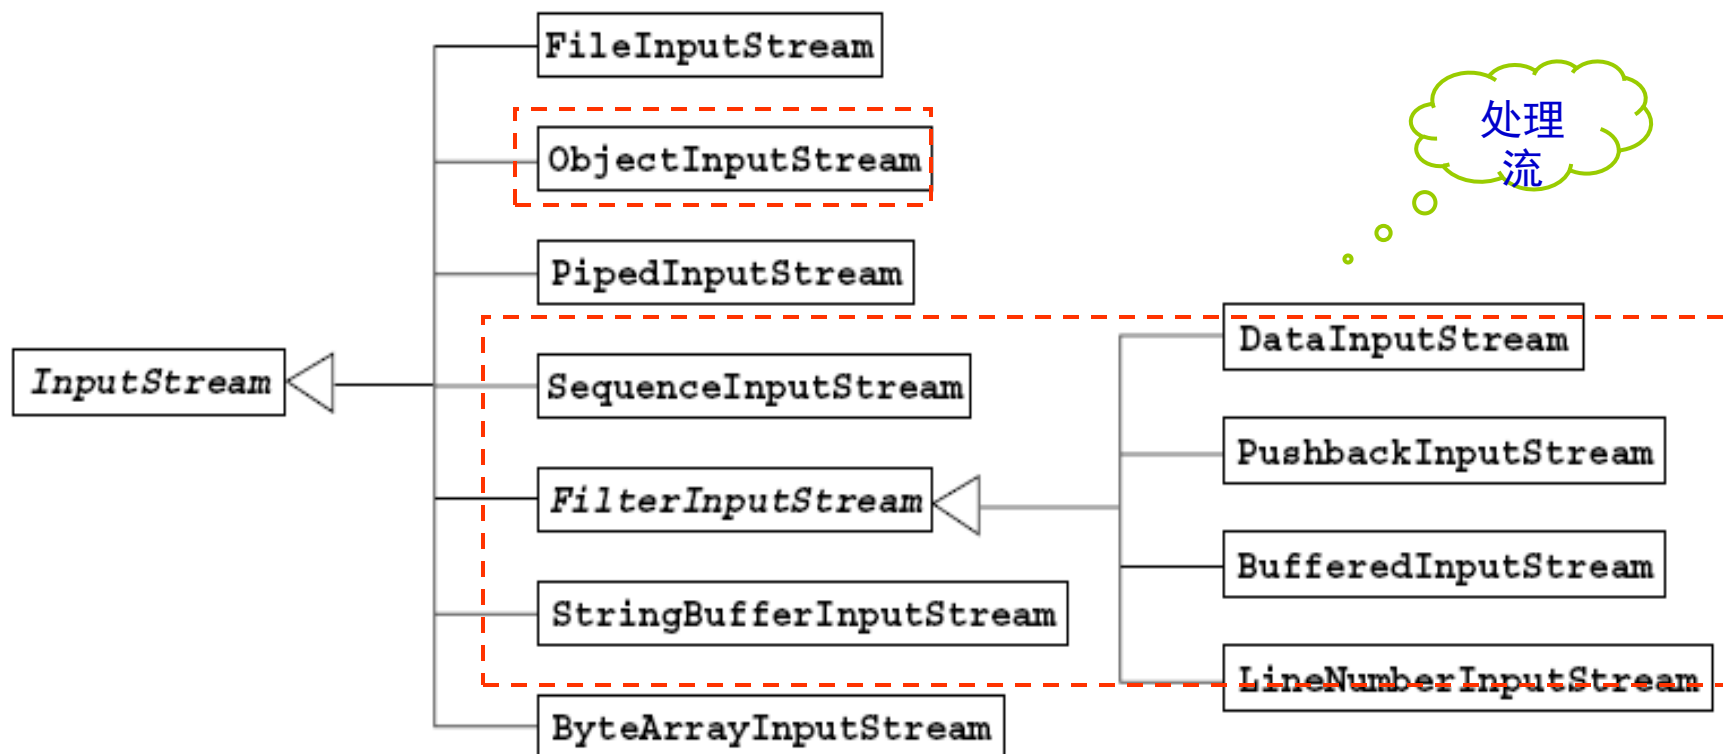 FileInputStream
ObjectInputStream
PipedInputStream
InputStream
SequenceInputStream
FilterInputStream
StringBufferInputStream
ByteArrayInputStream
处理
流
DataInputStream
PushbackInputStream
BufferedInputStream
LineNumberInputStream